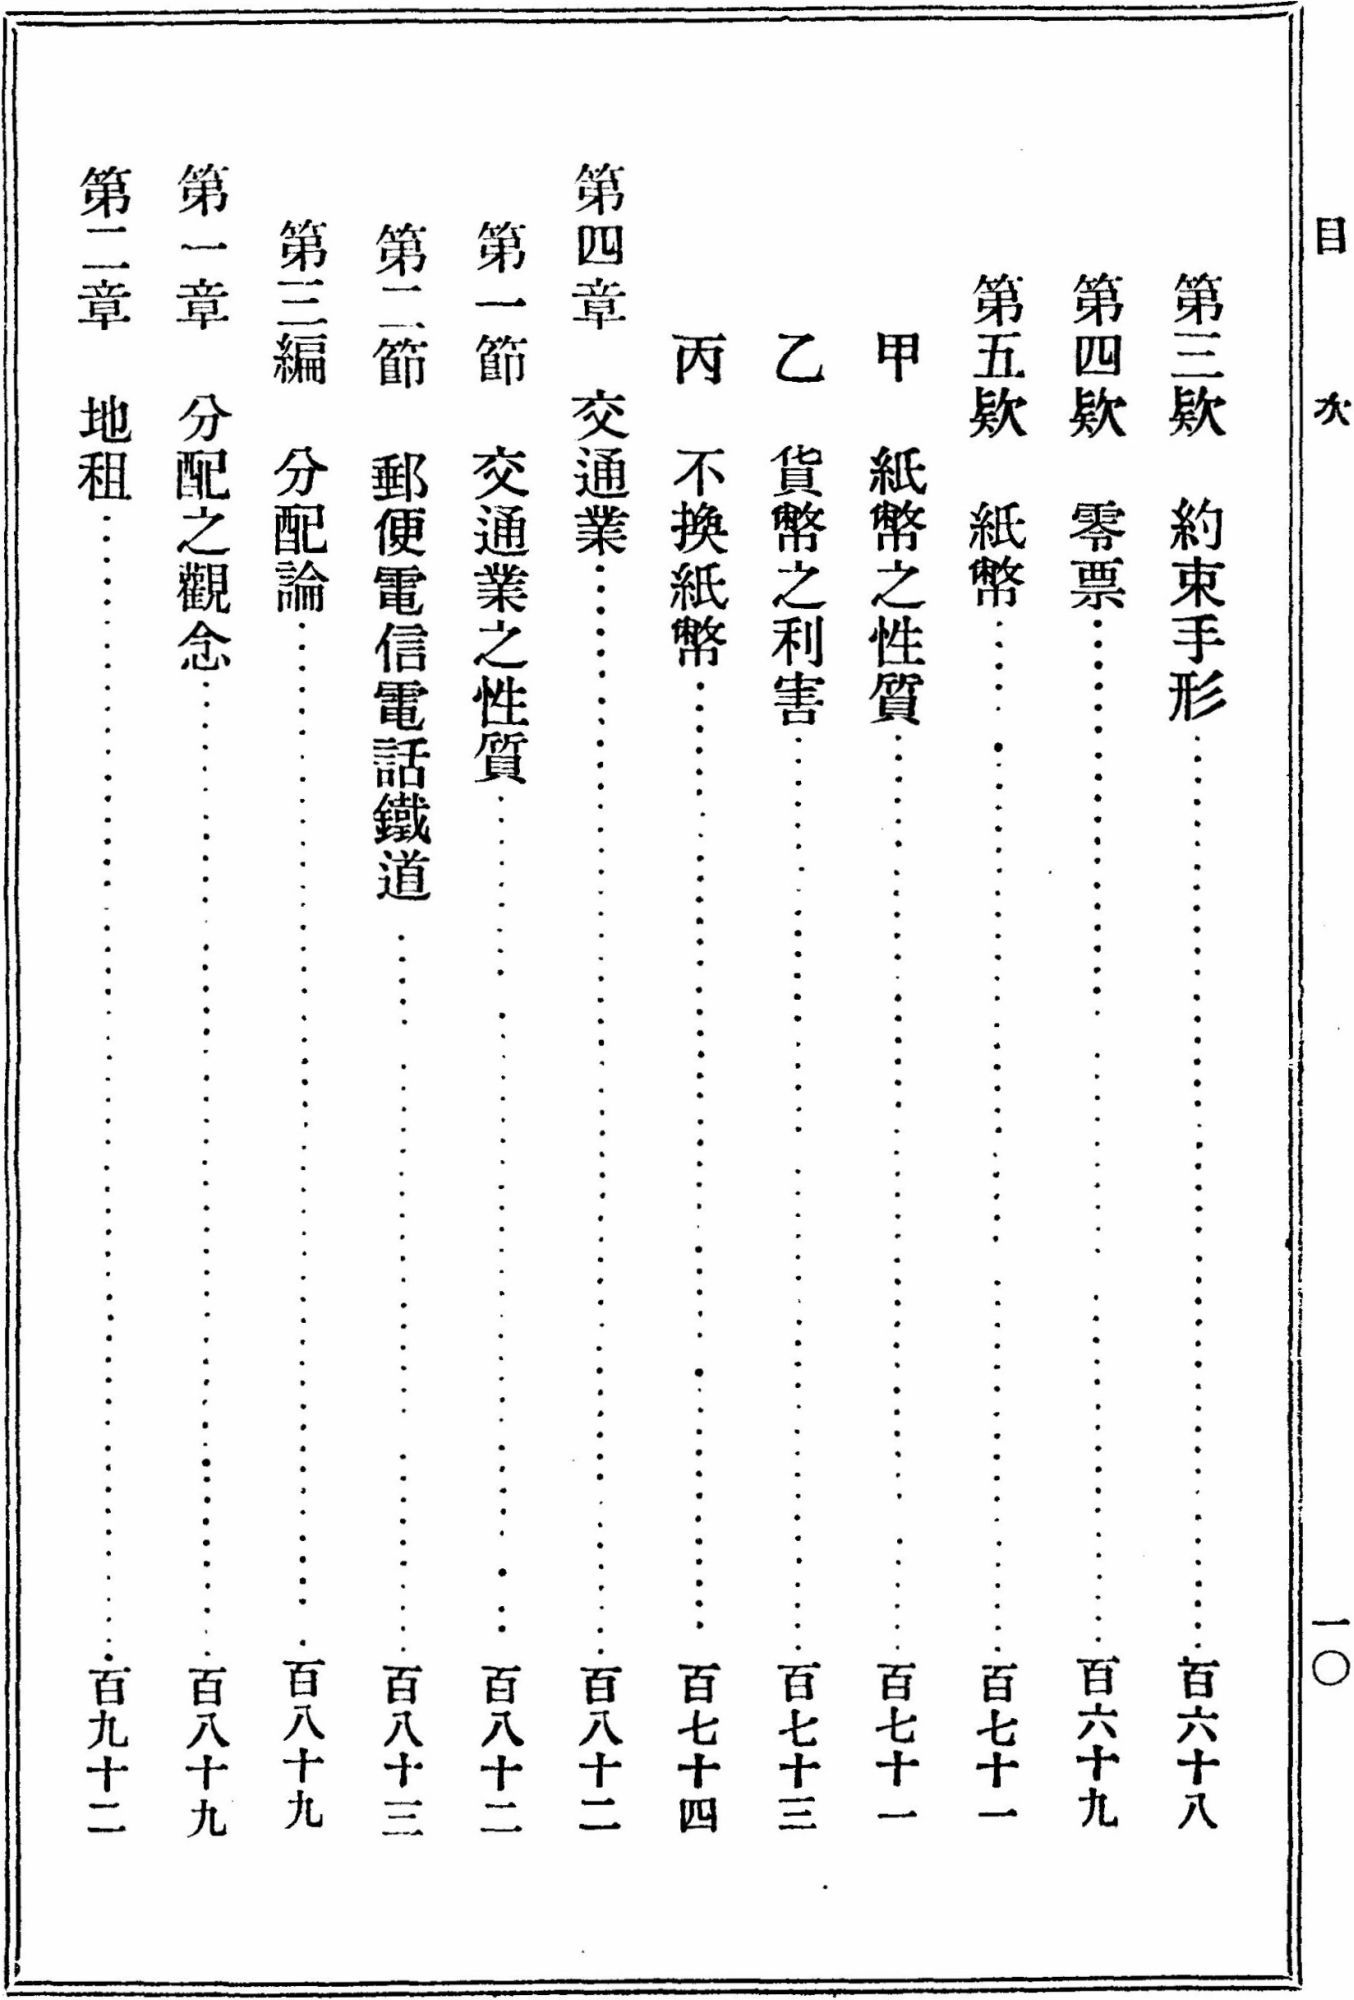 目次 一〇
第三欵 約束手形……百六十八
第四欵 零票……百六十九
第五欵 紙幣……百七十一
甲 紙幣之性質……百七十一
乙 貨幣之利害……百七十三
丙 不換紙幣……百七十四
第四章 交通業……百八十二
第一節 交通業之性質……百八十二
第二節 郵便電信電話鐵道……百八十三
第三編 分配論……百八十九
第一章 分配之觀念……百八十九
第二章 地租……百九十二